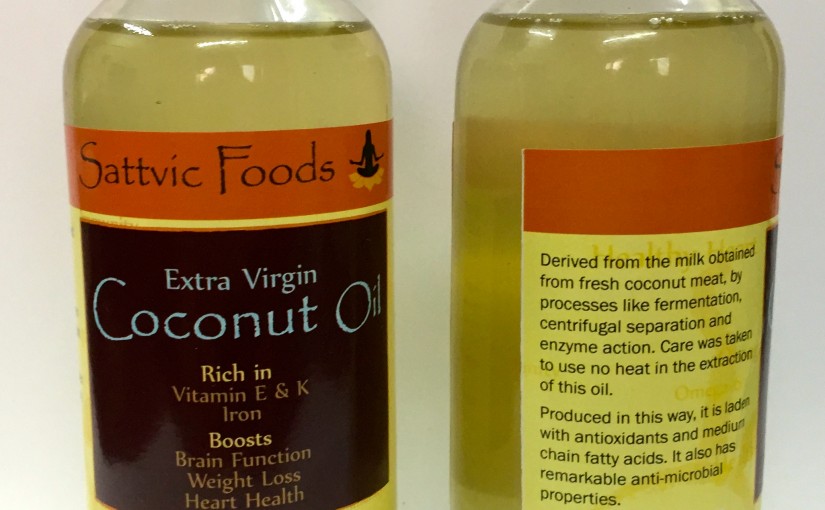 Sattvic Foods
Extra Virgin
Coconut Oil
Rich in
Vitamin E & K
Iron
Boosts
Brain Function
Weight Loss
Heart Health
Derived from the milk obtained
from fresh coconut meat, by
processes like fermentation,
centrifugal separation and
enzyme action. Care was taken
to use no heat in the extraction
of this oil.
Produced in this way, it is laden
with antioxidants and medium
chain fatty acids. It also has
remarkable anti-microbial
properties.